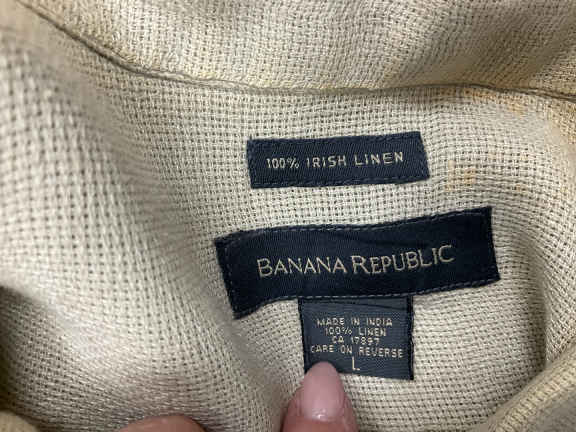 100% IRISH LINEN
BANANA REPUBLIC
MADE IN INDIA
100% LINEN
CA 17897
CARE ON REVERSE
L